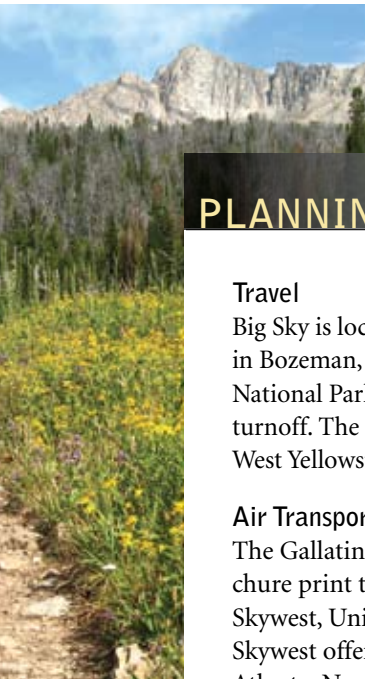 PLANNIN
Travel
Big Sky is loc
in Bozeman,
National Parl
turnoff. The
West Yellows
Air Transpor
The Gallatin
chure print t
Skywest, Uni
Skywest offe